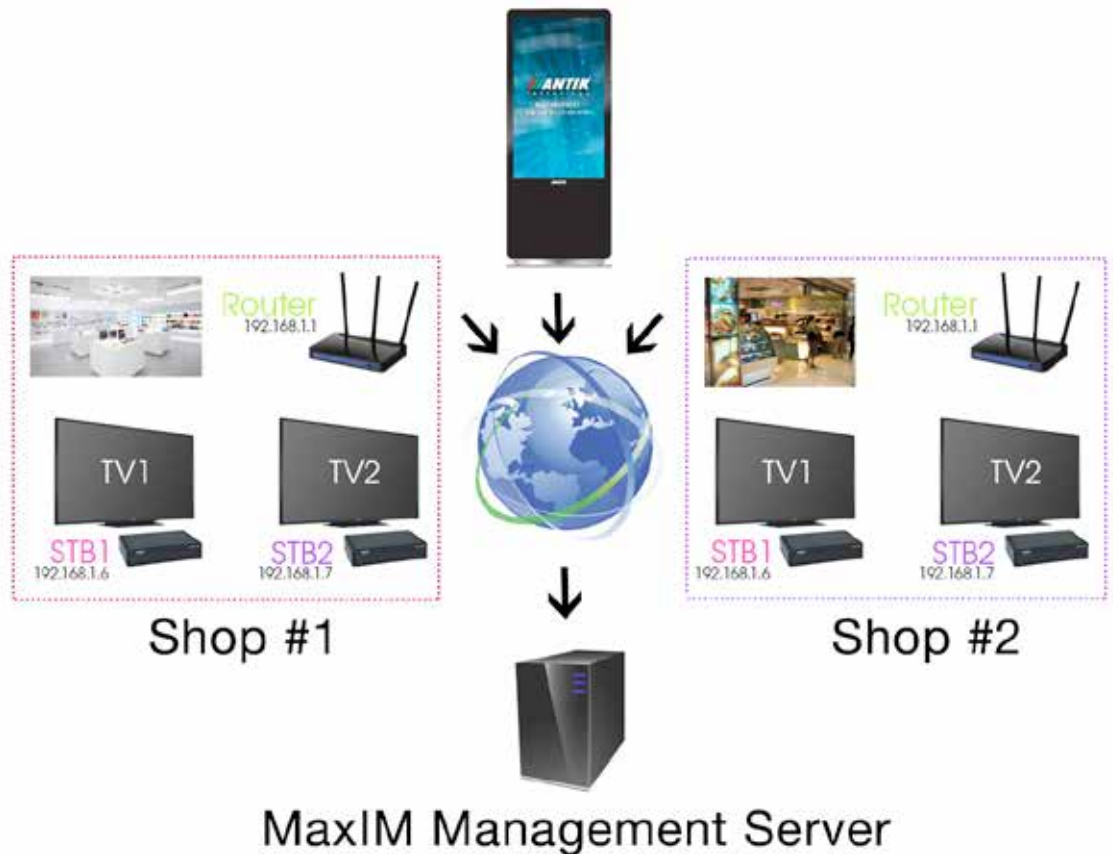 ANTIK
Router
192.168.1.1
TV1
TV2
STB1
192.168.1.6
STB2
192.168.1.7
Shop #1
Router
192.168.1.1
TV1
TV2
STB1
192.168.1.6
STB2
192.168.1.7
Shop #2
MaxIM Management Server